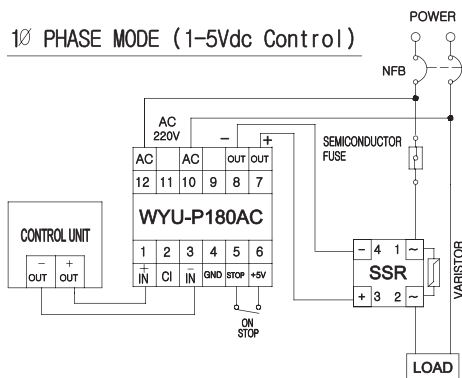 1Ø PHASE MODE (1-5Vdc Control)
POWER
NFB
AC
220V
- +
SEMICONDUCTOR
FUSE
AC AC OUT OUT
12 11 10 9 8 7
WYU-P180AC
1 2 3 4 5 6
+ −
IN CI IN GND STOP +5V
CONTROL UNIT
− +
OUT OUT
ON
STOP
− 4 1 ~
SSR
+ 3 2 ~
VARISTOR
LOAD